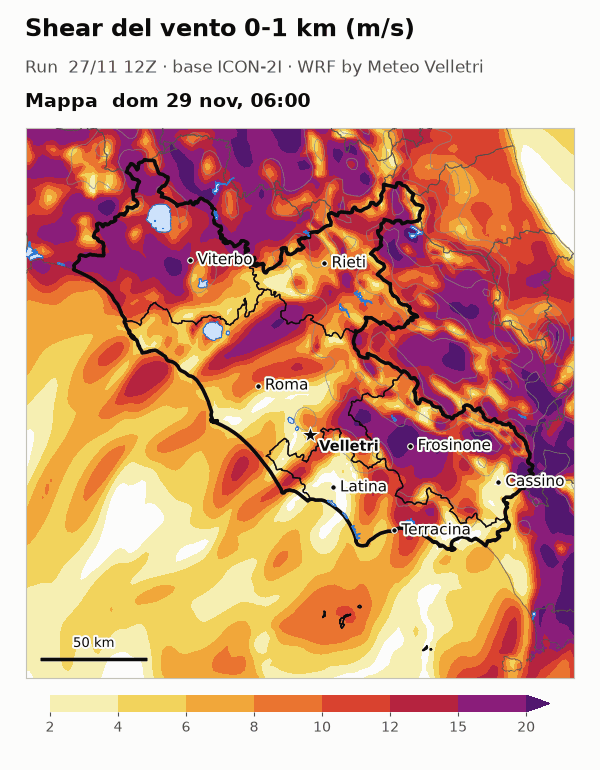 Shear del vento 0-1 km (m/s)
Run  27/11 12Z · base ICON-2I · WRF by Meteo Velletri
Mappa  dom 29 nov, 06:00
Viterbo
Rieti
Roma
Velletri
Frosinone
Cassino
Latina
Terracina
50 km
2 4 6 8 10 12 15 20